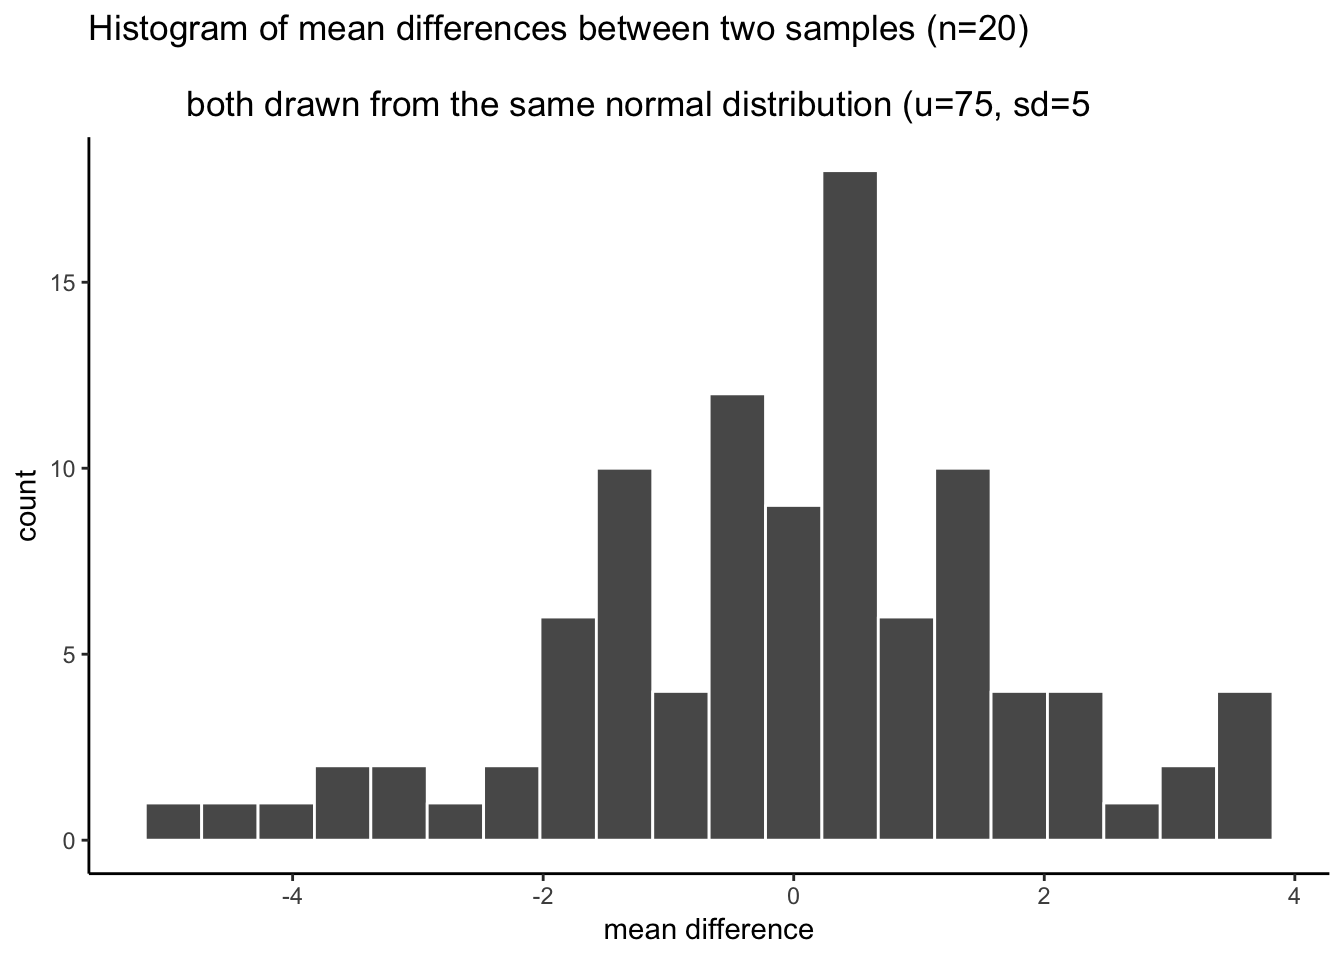 Histogram of mean differences between two samples (n=20)
both drawn from the same normal distribution (u=75, sd=5
15
10
5
0
count
-4
-2
0
2
4
mean difference